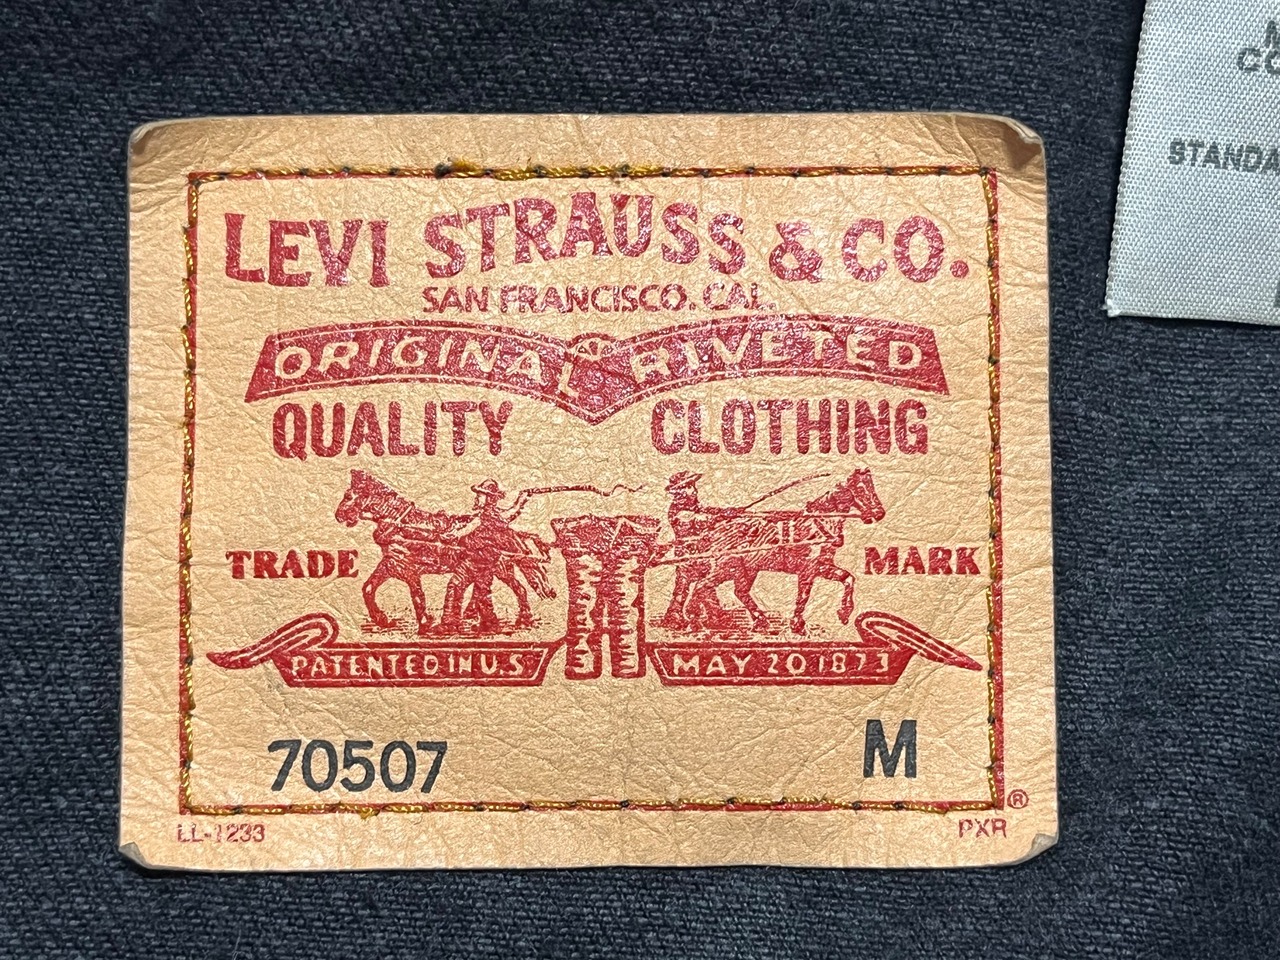 LEVI STRAUSS & CO.
SAN FRANCISCO. CAL.
ORIGINAL RIVETED
QUALITY CLOTHING
TRADE MARK
PATENTED IN U.S MAY 20 1873
70507 M
®
LL-1233 PXR